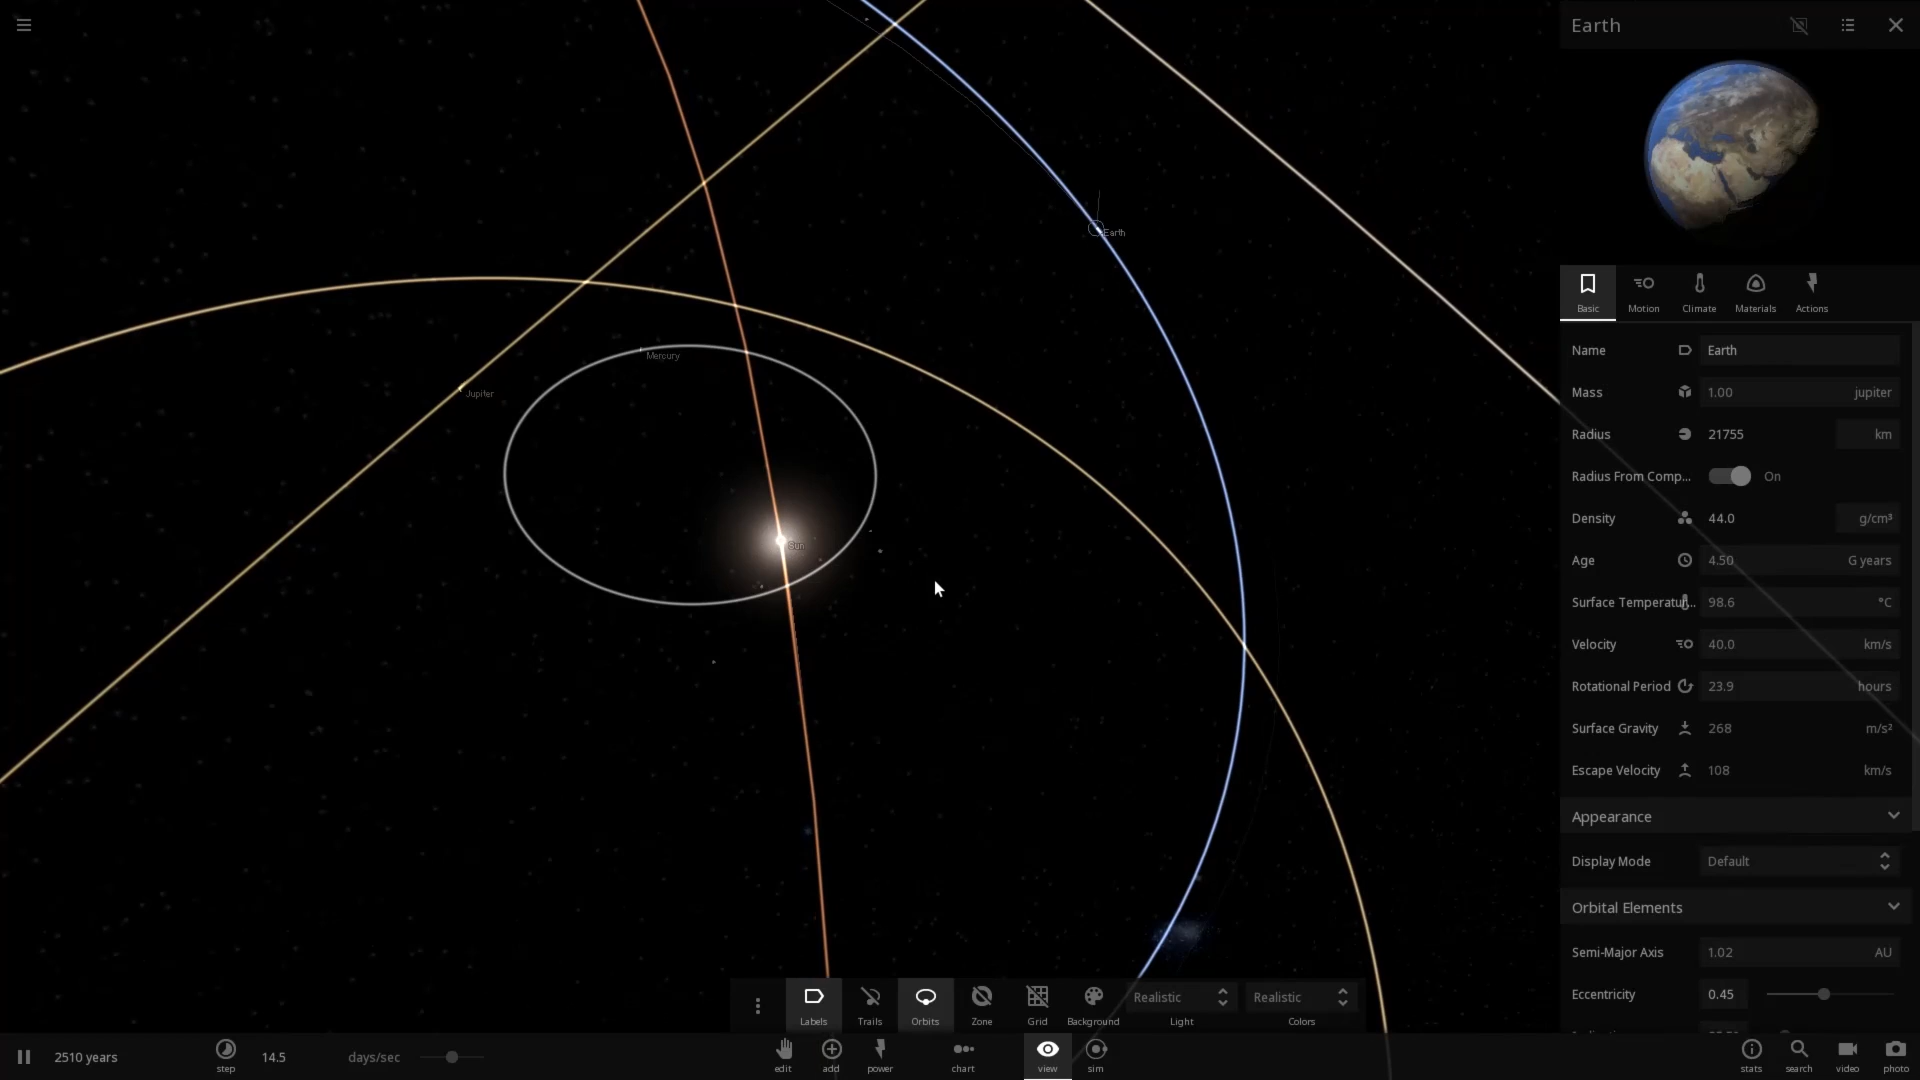 Earth
Earth
Mercury
Jupiter
Sun
Basic
Motion
Climate
Materials
Actions
Name Earth
Mass 1.00 jupiter
Radius 21755 km
Radius From Comp... On
Density 44.0 g/cm³
Age 4.50 G years
Surface Temperatur... 98.6 °C
Velocity 40.0 km/s
Rotational Period 23.9 hours
Surface Gravity 268 m/s²
Escape Velocity 108 km/s
Appearance
Display Mode Default
Orbital Elements
Semi-Major Axis 1.02 AU
Eccentricity 0.45
Realistic
Realistic
Labels
Trails
Orbits
Zone
Grid
Background
Light
Colors
2510 years
step
14.5 days/sec
edit
add
power
chart
view
sim
stats
search
video
photo